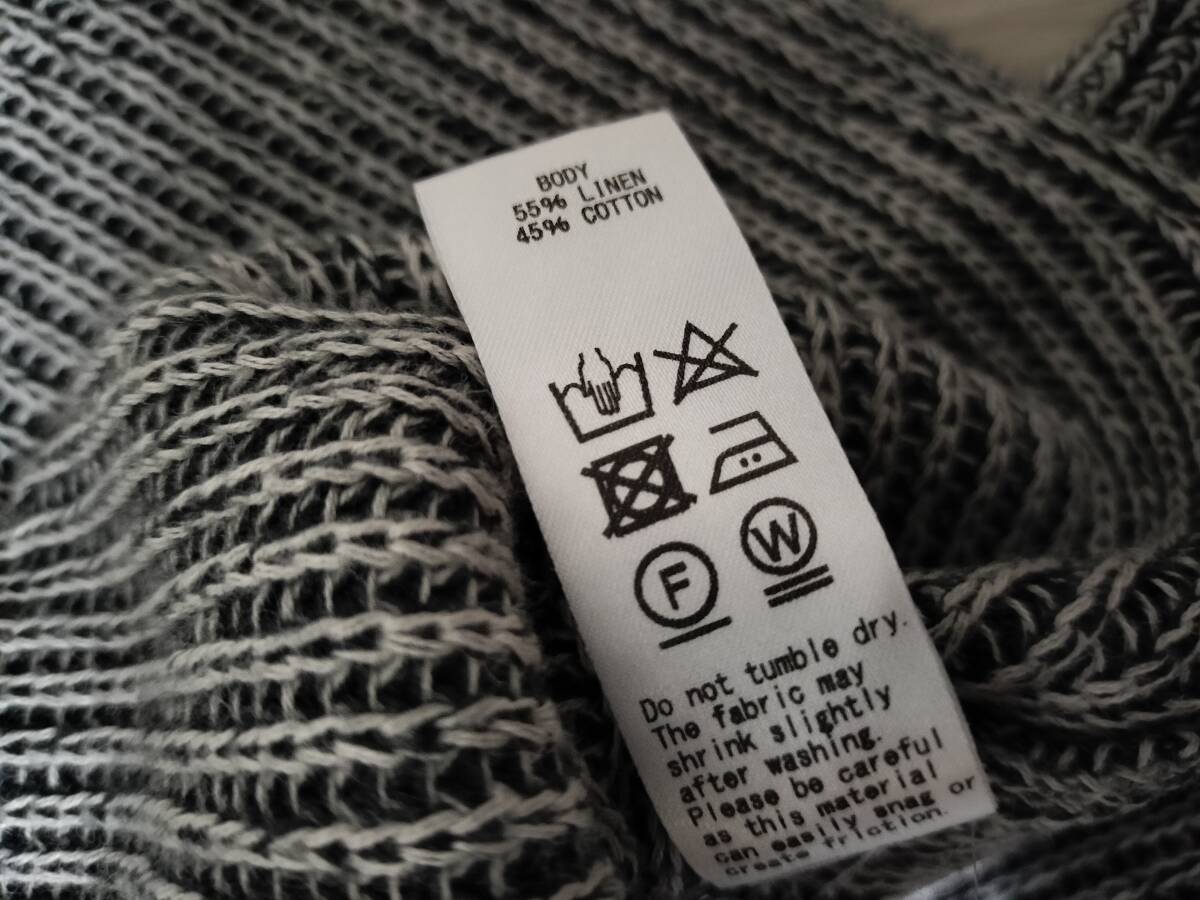 BODY
55% LINEN
45% COTTON
F
W
Do not tumble dry.
The fabric may
shrink slightly
after washing.
Please be careful
as this material
can easily snag or
create friction.